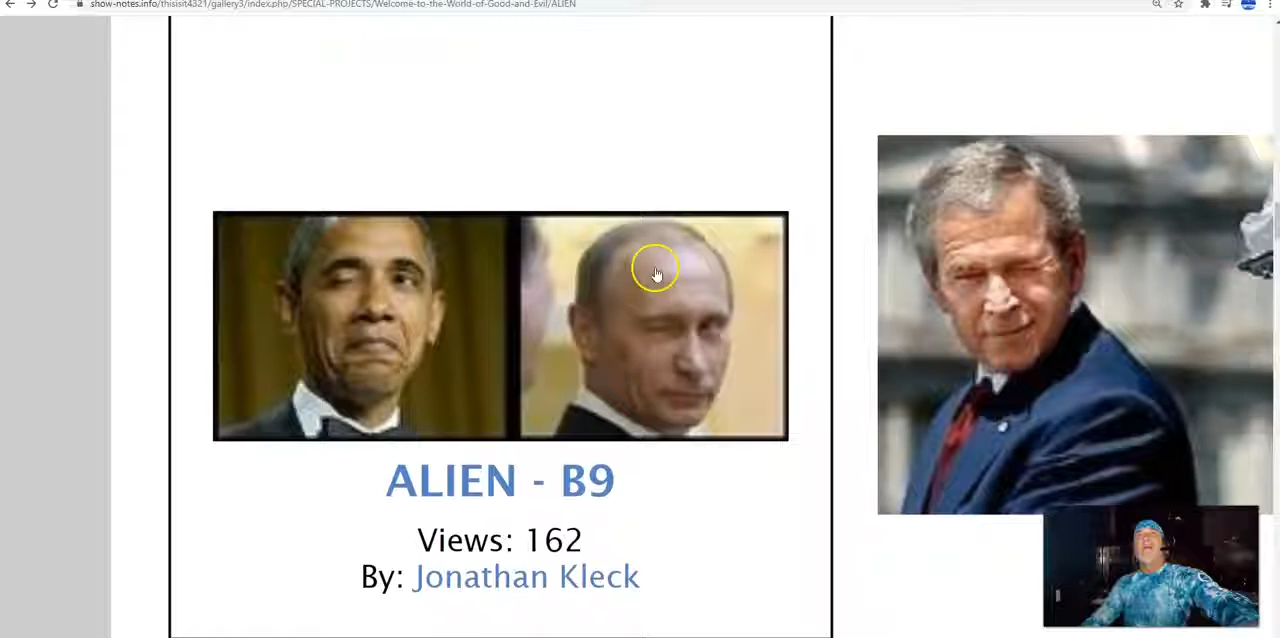 show-notes.info/thisisit4321/gallery3/index.php/SPECIAL-PROJECTS/Welcome-to-the-World-of-Good-and-Evil/ALIEN
ALIEN - B9
Views: 162
By: Jonathan Kleck